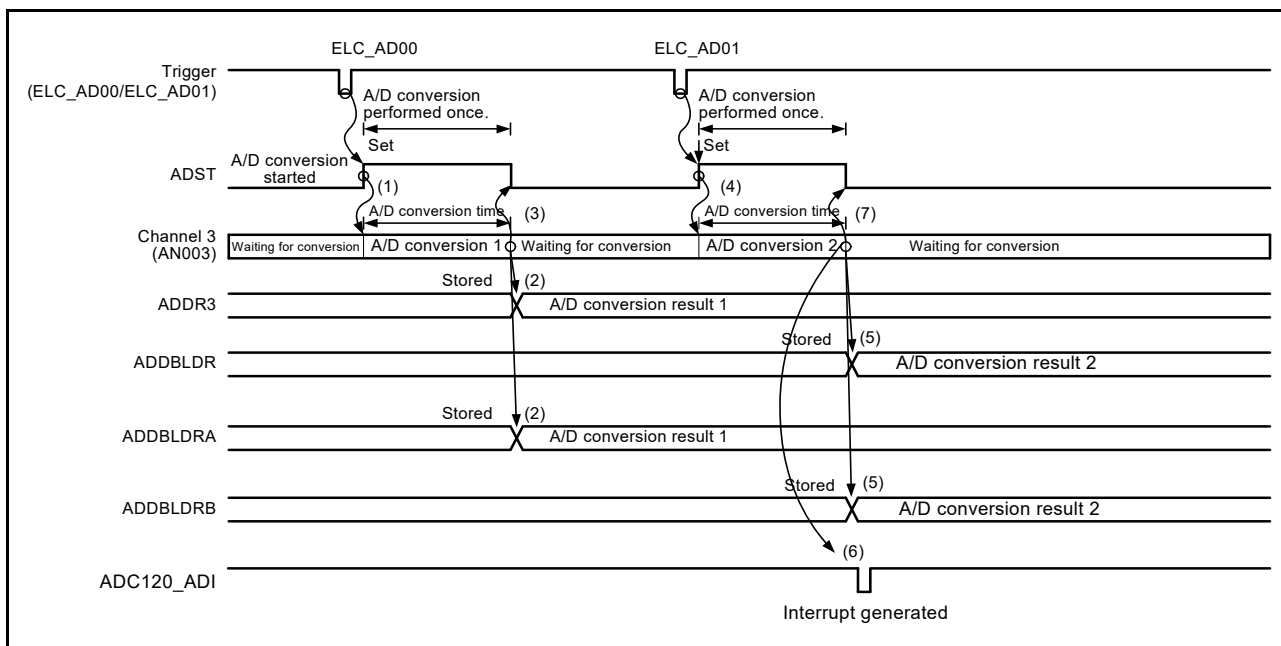 ELC_AD00 ELC_AD01
Trigger
(ELC_AD00/ELC_AD01)
A/D conversion
performed once.
A/D conversion
performed once.
Set
Set
ADST
A/D conversion
started
(1)
(4)
A/D conversion time
(3)
A/D conversion time
(7)
Channel 3
(AN003)
Waiting for conversion A/D conversion 1 Waiting for conversion A/D conversion 2 Waiting for conversion
Stored (2)
ADDR3 A/D conversion result 1
Stored (5)
ADDBLDR A/D conversion result 2
Stored (2)
ADDBLDRA A/D conversion result 1
Stored (5)
ADDBLDRB A/D conversion result 2
(6)
ADC120_ADI
Interrupt generated